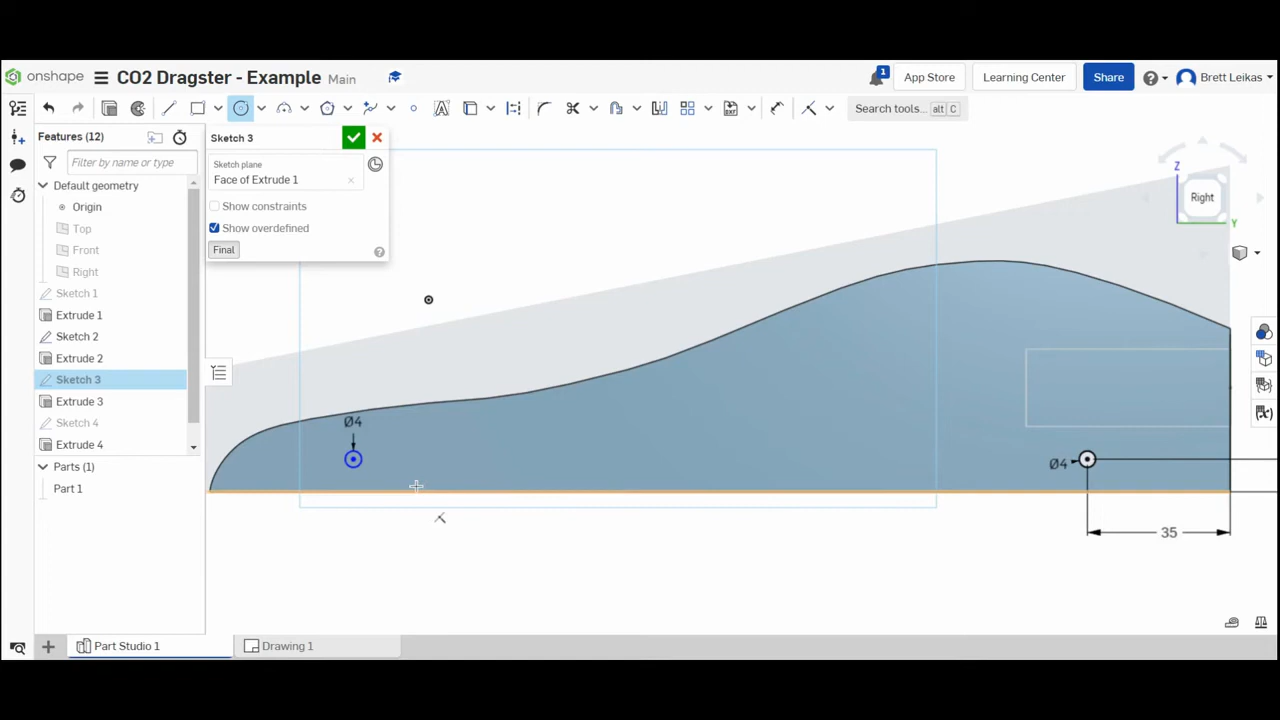 onshape
CO2 Dragster - Example Main
1
App Store
Learning Center
Share
Brett Leikas
Search tools... alt C
Features (12)
Filter by name or type
Default geometry
Origin
Top
Front
Right
Sketch 1
Extrude 1
Sketch 2
Extrude 2
Sketch 3
Extrude 3
Sketch 4
Extrude 4
Parts (1)
Part 1
Sketch 3
Sketch plane
Face of Extrude 1
Show constraints
Show overdefined
Final
Z
Right
Y
Ø4
Ø4
35
Part Studio 1
Drawing 1